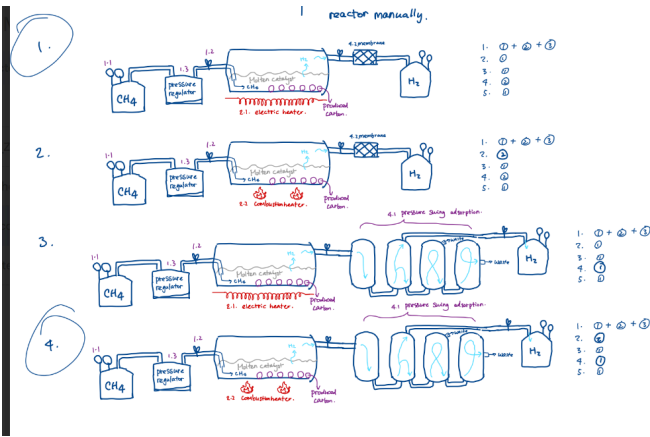 1 reactor manually.
1.
1.1
1.3
1.2
CH4
pressure regulator
H2
Molten catalyst
→ CH4
2.1. electric heater.
produced carbon.
4.2 membrane
H2
1. ① + ② + ③
2. ①
3. ①
4. ②
5. ①
2.
1.1
1.3
1.2
CH4
pressure regulator
H2
Molten catalyst
→ CH4
2.2 combustion heater.
produced carbon.
4.2 membrane
H2
1. ① + ② + ③
2. ②
3. ①
4. ②
5. ①
3.
1.1
1.3
1.2
CH4
pressure regulator
H2
Molten catalyst
→ CH4
2.1. electric heater.
produced carbon.
4.1 pressure swing adsorption.
waste
H2
1. ① + ② + ③
2. ①
3. ①
4. ①
5. ①
4.
1.1
1.3
1.2
CH4
pressure regulator
H2
Molten catalyst
→ CH4
2.2 combustion heater.
produced carbon.
4.1 pressure swing adsorption.
waste
H2
1. ① + ② + ③
2. ②
3. ①
4. ①
5. ①